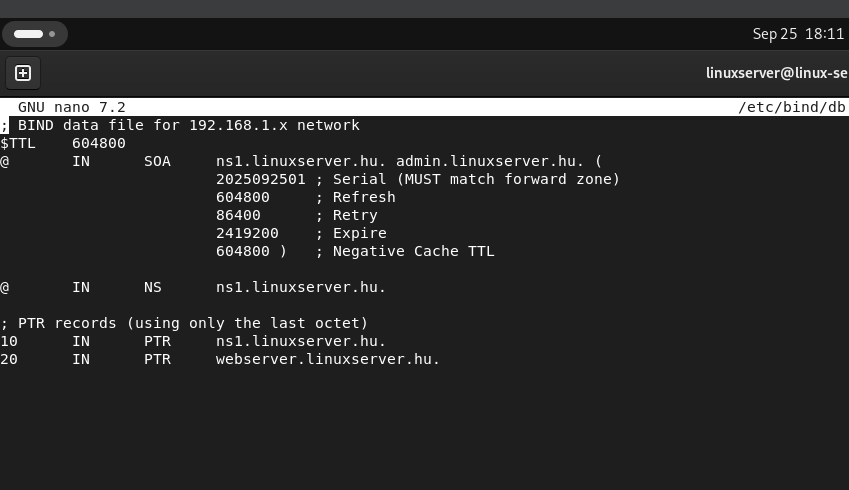 Sep 25 18:11
linuxserver@linux-se
GNU nano 7.2 /etc/bind/db
; BIND data file for 192.168.1.x network
$TTL 604800
@ IN SOA ns1.linuxserver.hu. admin.linuxserver.hu. (
2025092501 ; Serial (MUST match forward zone)
604800 ; Refresh
86400 ; Retry
2419200 ; Expire
604800 ) ; Negative Cache TTL
@ IN NS ns1.linuxserver.hu.
; PTR records (using only the last octet)
10 IN PTR ns1.linuxserver.hu.
20 IN PTR webserver.linuxserver.hu.